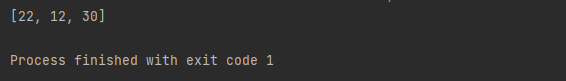 [22, 12, 30]
Process finished with exit code 1